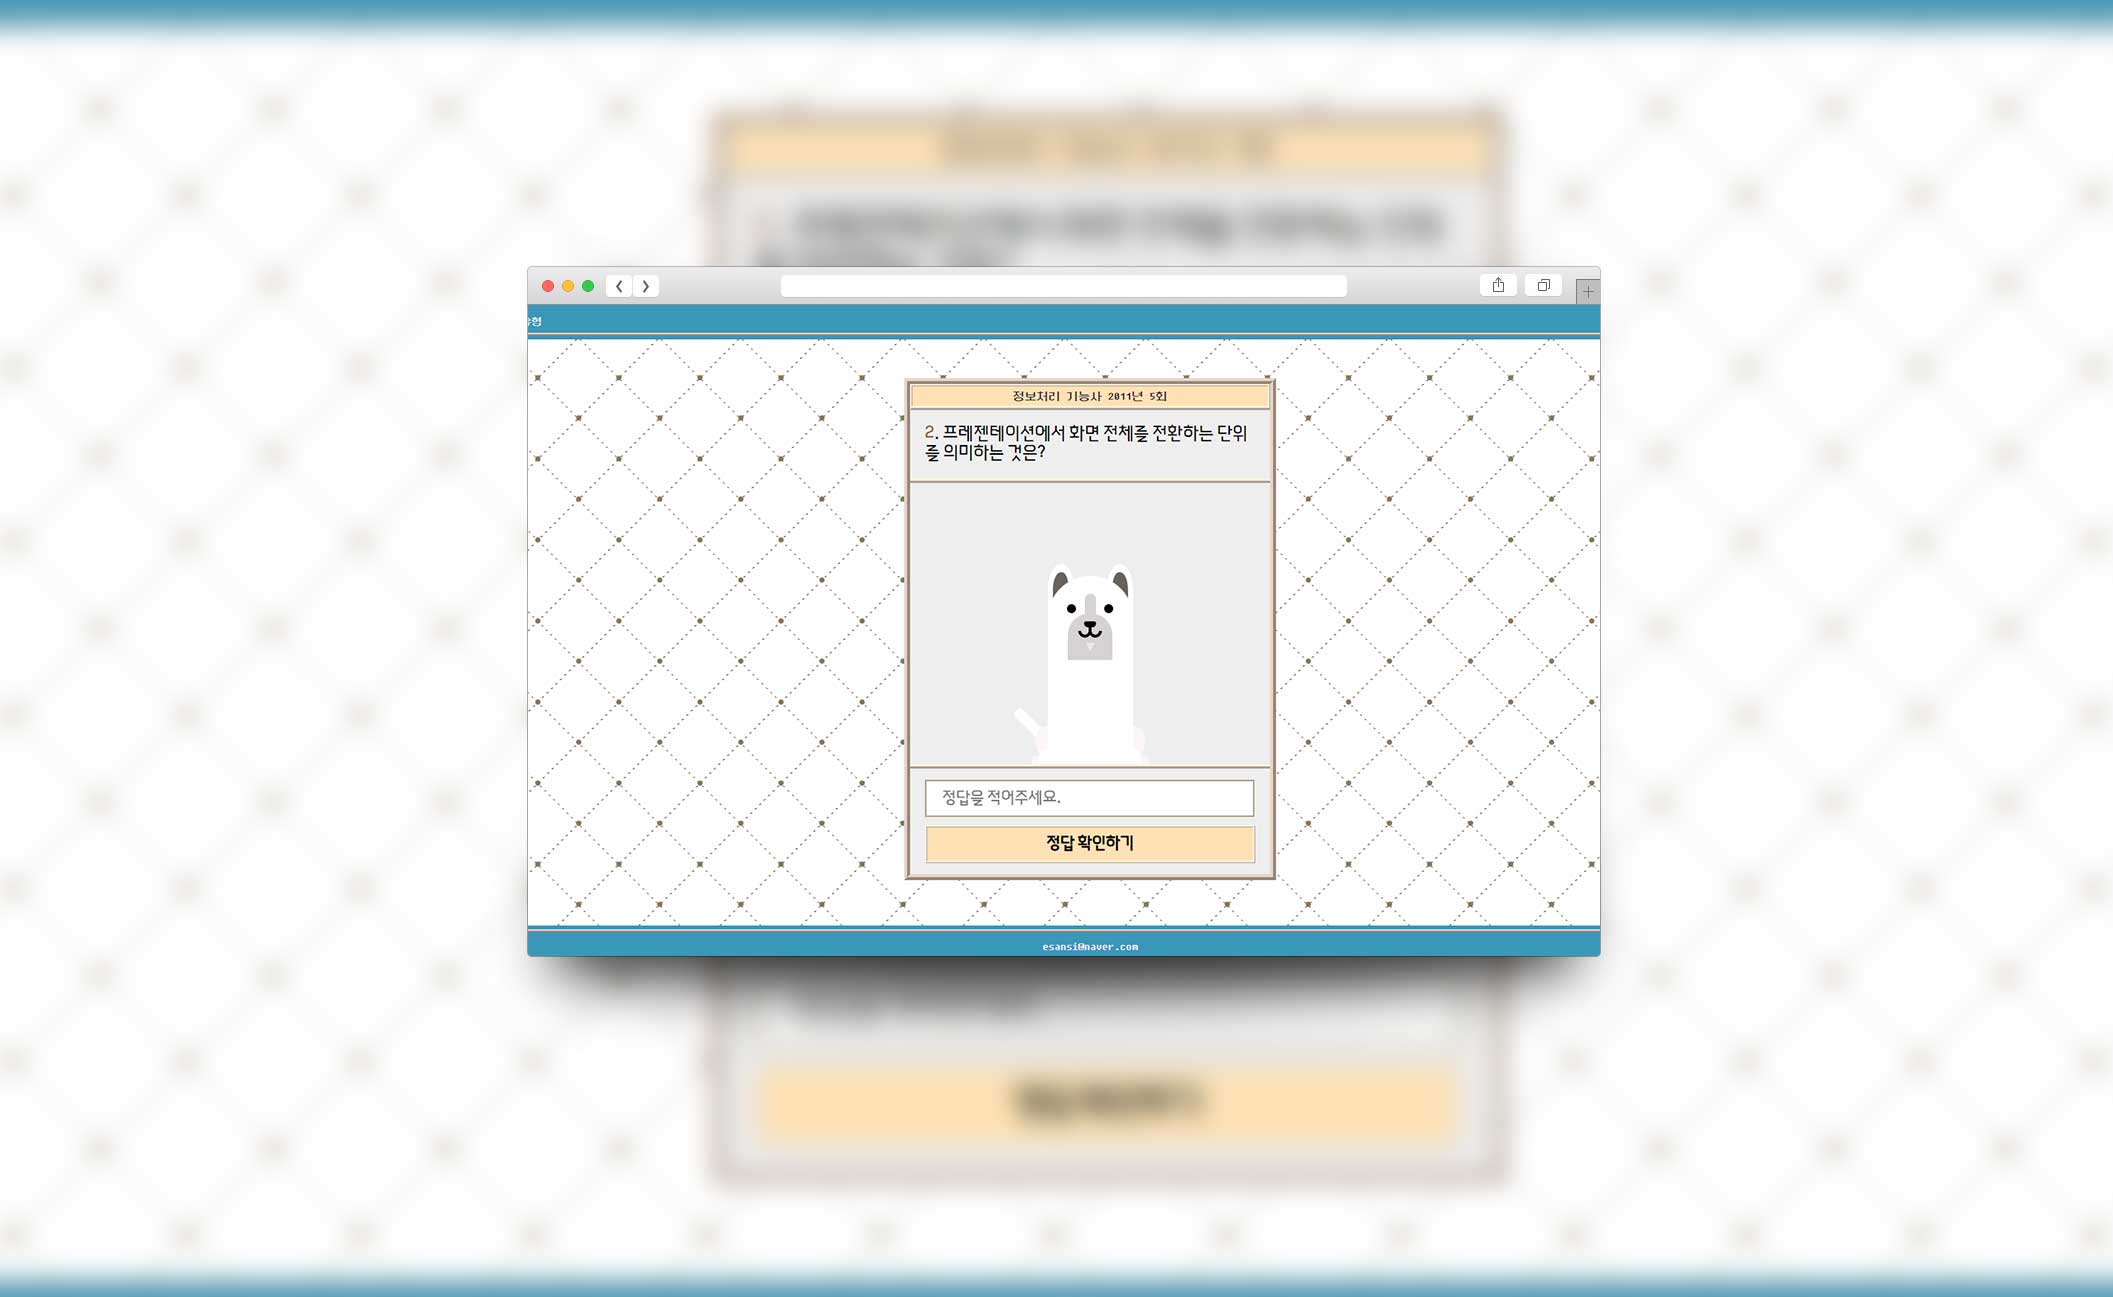 정보처리 기능사 2011년 5회
2. 프레젠테이션에서 화면 전체를 전환하는 단위
를 의미하는 것은?
정답을 적어주세요.
정답 확인하기
esansi@naver.com